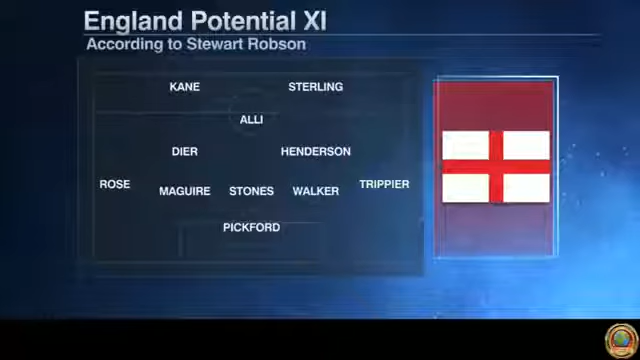 England Potential XI
According to Stewart Robson
KANE STERLING
ALLI
DIER HENDERSON
ROSE MAGUIRE STONES WALKER TRIPPIER
PICKFORD